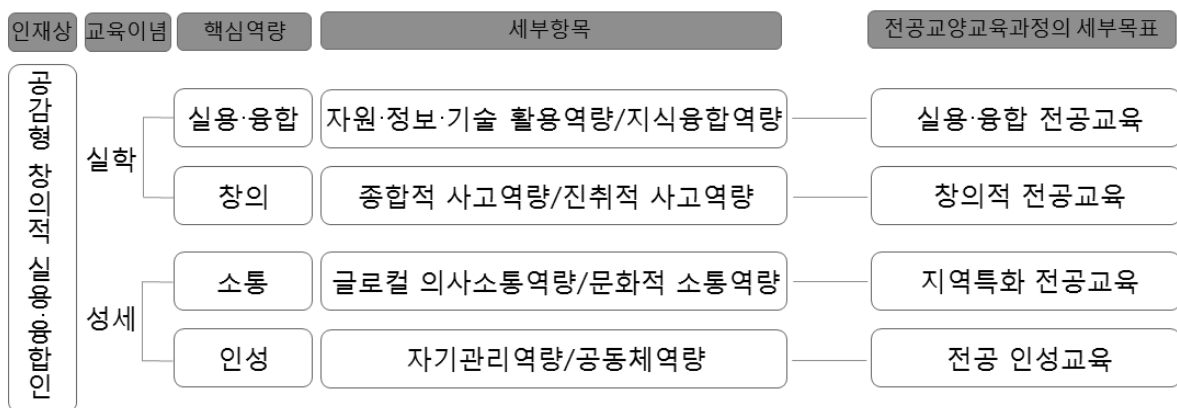 인재상 교육이념 핵심역량 세부항목 전공교양교육과정의 세부목표
공감형 창의적 실용·융합인
실학
실용·융합 자원·정보·기술 활용역량/지식융합역량 실용·융합 전공교육
창의 종합적 사고역량/진취적 사고역량 창의적 전공교육
성세
소통 글로컬 의사소통역량/문화적 소통역량 지역특화 전공교육
인성 자기관리역량/공동체역량 전공 인성교육